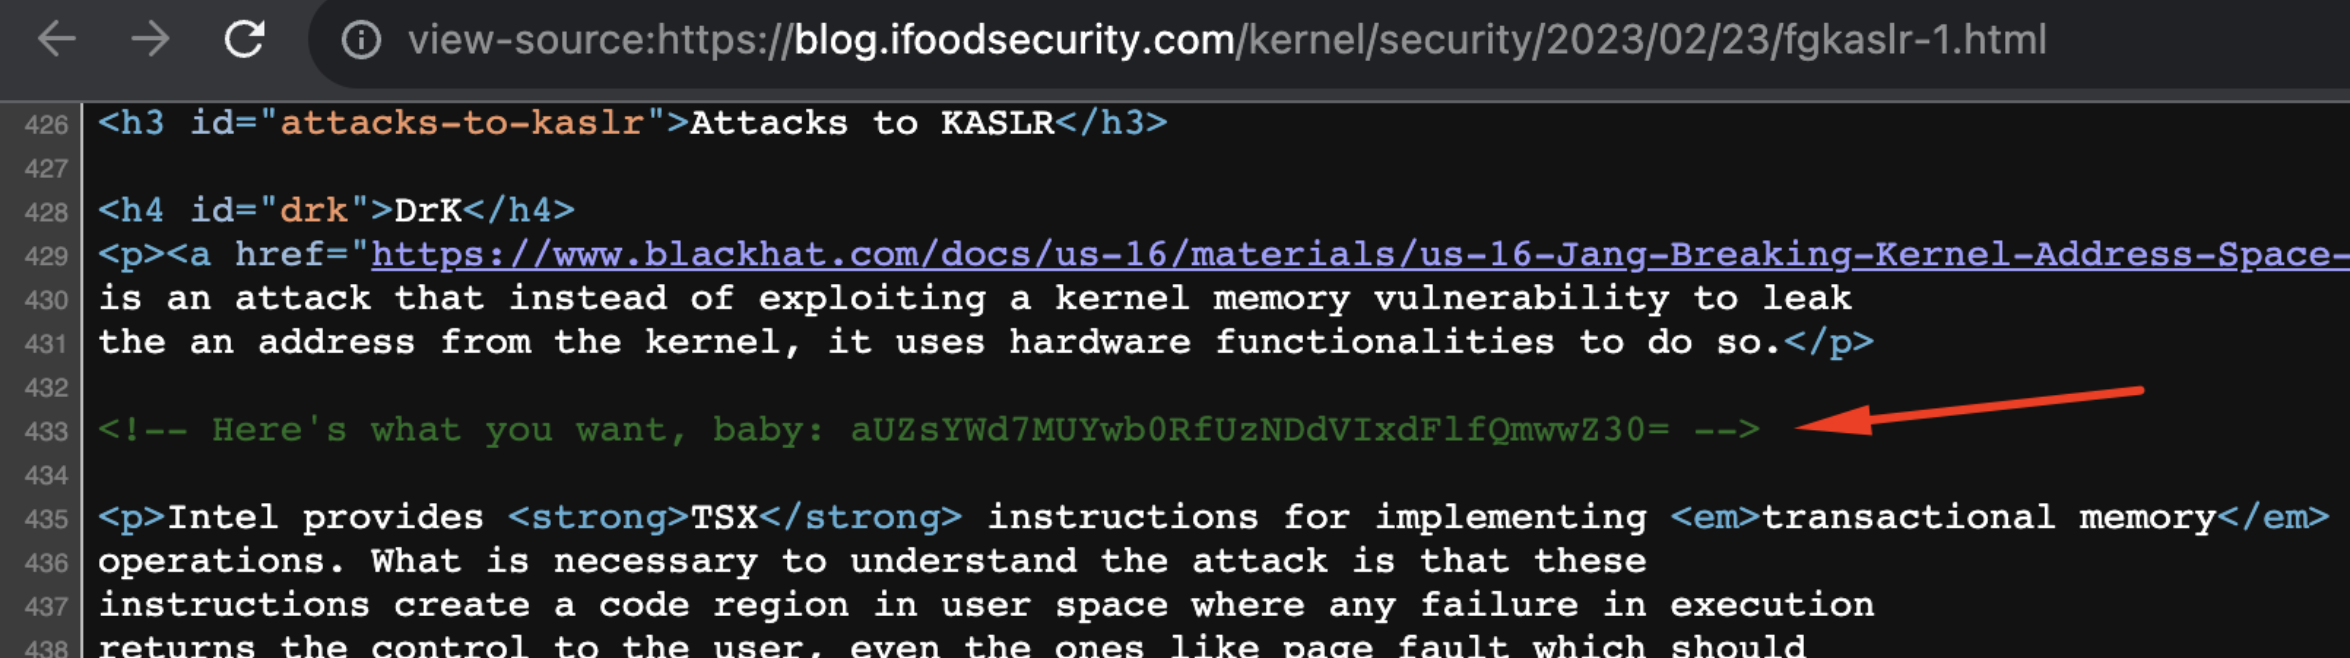 view-source:https://blog.ifoodsecurity.com/kernel/security/2023/02/23/fgkaslr-1.html
426 <h3 id="attacks-to-kaslr">Attacks to KASLR</h3>
427
428 <h4 id="drk">DrK</h4>
429 <p><a href="https://www.blackhat.com/docs/us-16/materials/us-16-Jang-Breaking-Kernel-Address-Space-
430 is an attack that instead of exploiting a kernel memory vulnerability to leak
431 the an address from the kernel, it uses hardware functionalities to do so.</p>
432
433 <!-- Here's what you want, baby: aUZsYWd7MUYwb0RfUzNDdVIxdFlfQmwwZ30= -->
434
435 <p>Intel provides <strong>TSX</strong> instructions for implementing <em>transactional memory</em>
436 operations. What is necessary to understand the attack is that these
437 instructions create a code region in user space where any failure in execution
438 returns the control to the user, even the ones like page fault which should